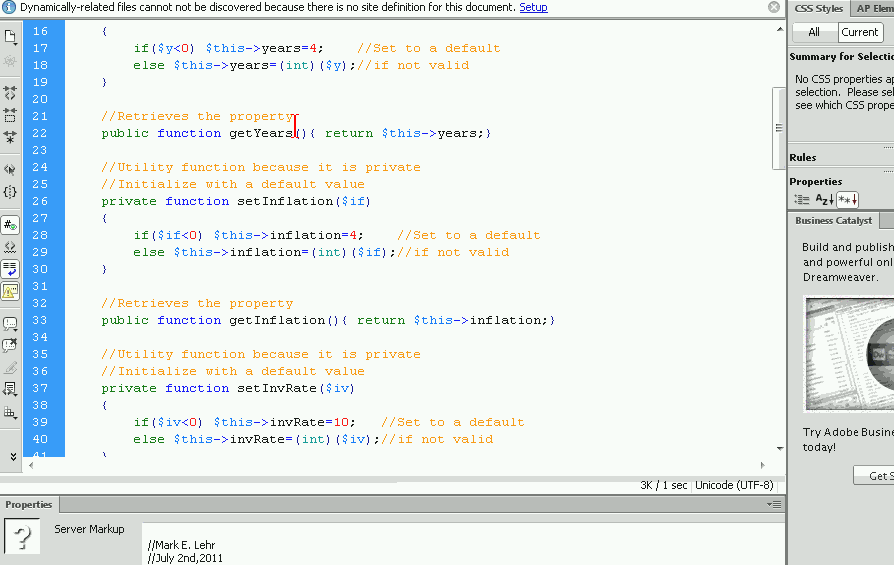 Dynamically-related files cannot not be discovered because there is no site definition for this document. Setup
16 {
17 if($y<0) $this->years=4; //Set to a default
18 else $this->years=(int)($y);//if not valid
19 }
20
21 //Retrieves the property
22 public function getYears(){ return $this->years;}
23
24 //Utility function because it is private
25 //Initialize with a default value
26 private function setInflation($if)
27 {
28 if($if<0) $this->inflation=4; //Set to a default
29 else $this->inflation=(int)($if);//if not valid
30 }
31
32 //Retrieves the property
33 public function getInflation(){ return $this->inflation;}
34
35 //Utility function because it is private
36 //Initialize with a default value
37 private function setInvRate($iv)
38 {
39 if($iv<0) $this->invRate=10; //Set to a default
40 else $this->invRate=(int)($iv);//if not valid
41 }
3K / 1 sec Unicode (UTF-8)
Properties
Server Markup
//Mark E. Lehr
//July 2nd,2011
CSS Styles AP Elem
All Current
Summary for Selectio
No CSS properties ap
selection. Please sel
see which CSS prope
Rules
Properties
Business Catalyst
Build and publish
and powerful onl
Dreamweaver.
Try Adobe Busine
today!
Get S